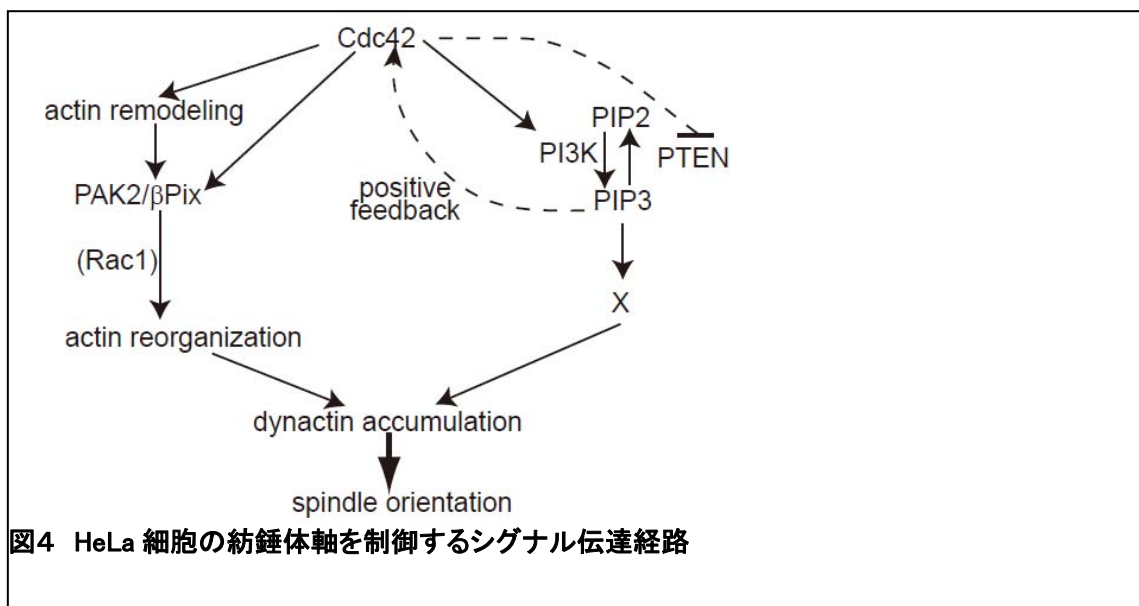 Cdc42
actin remodeling
PIP2
PI3K
PTEN
PAK2/βPix
positive
feedback
PIP3
(Rac1)
X
actin reorganization
dynactin accumulation
spindle orientation
図4 HeLa 細胞の紡錘体軸を制御するシグナル伝達経路